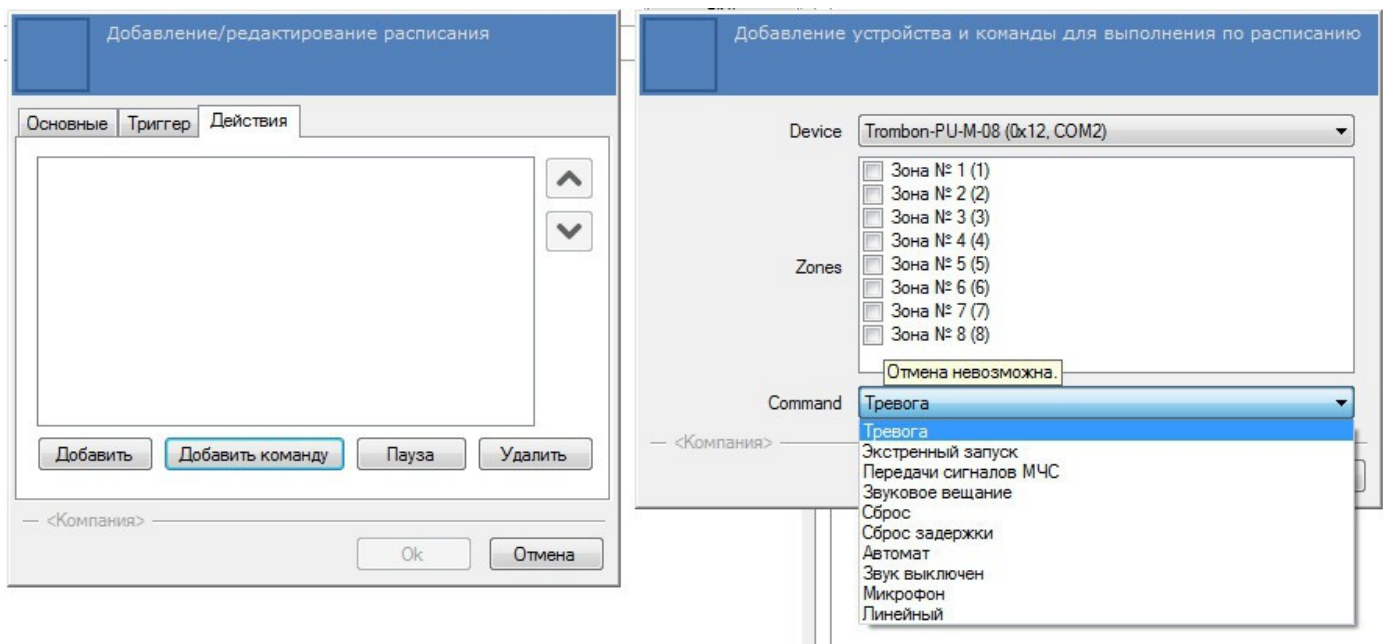 Добавление/редактирование расписания
Основные
Триггер
Действия
Добавить
Добавить команду
Пауза
Удалить
<Компания>
Ok
Отмена
Добавление устройства и команды для выполнения по расписанию
Device
Trombon-PU-M-08 (0x12, COM2)
Zones
Зона № 1 (1)
Зона № 2 (2)
Зона № 3 (3)
Зона № 4 (4)
Зона № 5 (5)
Зона № 6 (6)
Зона № 7 (7)
Зона № 8 (8)
Отмена невозможна.
Command
Тревога
<Компания>
Тревога
Экстренный запуск
Передачи сигналов МЧС
Звуковое вещание
Сброс
Сброс задержки
Автомат
Звук выключен
Микрофон
Линейный